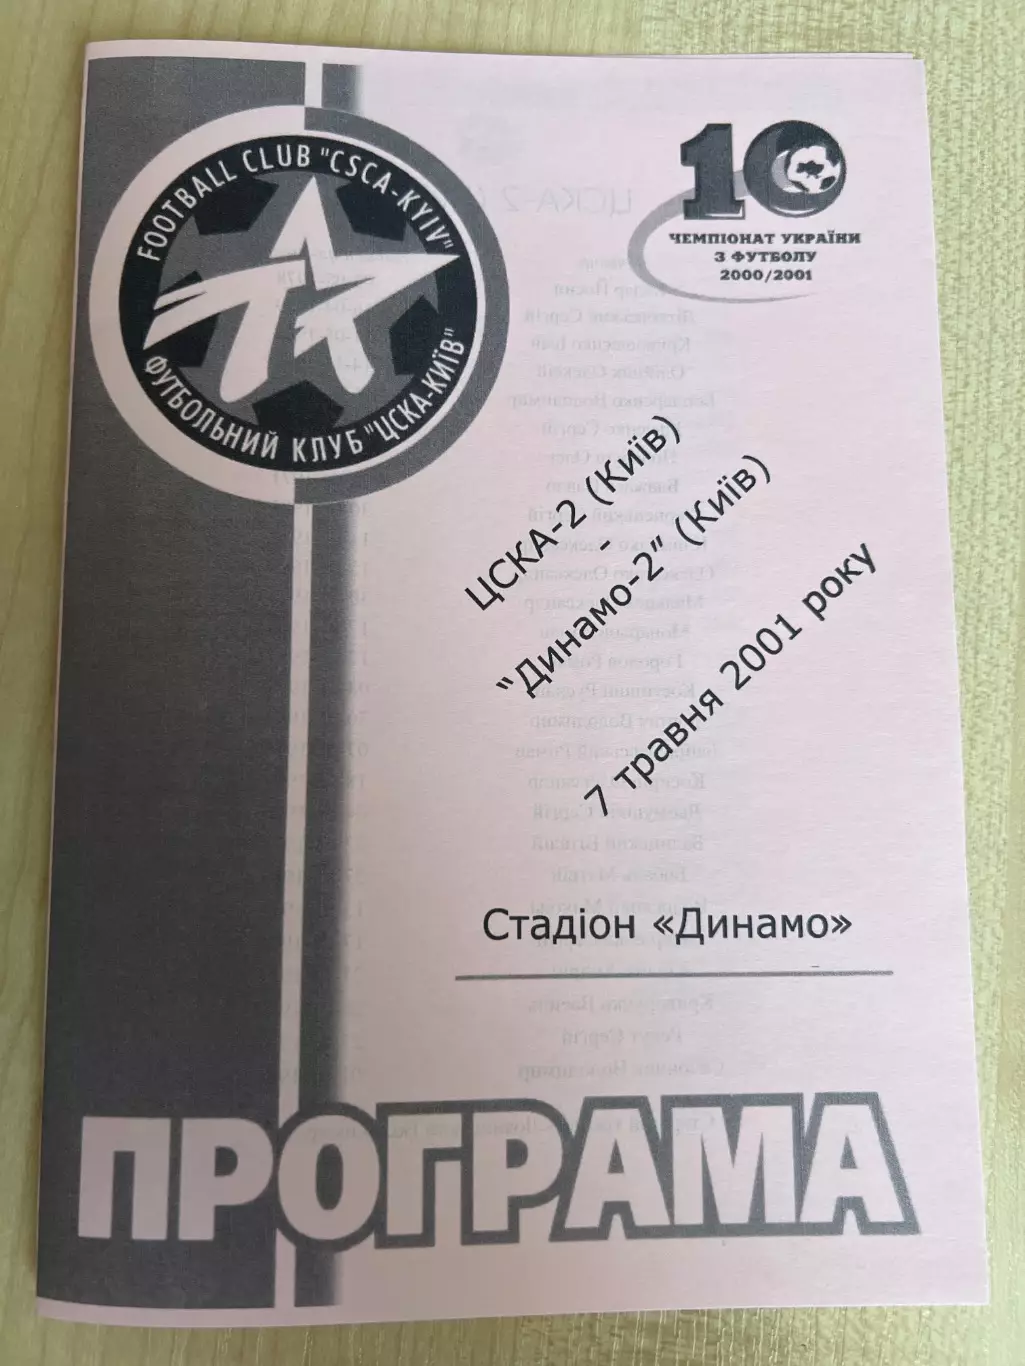 FOOTBALL CLUB "CSCA-KYIV"
ФУТБОЛЬНИЙ КЛУБ "ЦСКА-КИЇВ"
10
ЧЕМПІОНАТ УКРАЇНИ
З ФУТБОЛУ
2000/2001
ЦСКА-2 (Київ)
-
“Динамо-2” (Київ)
7 травня 2001 року
Стадіон «Динамо»
ПРОГРАМА